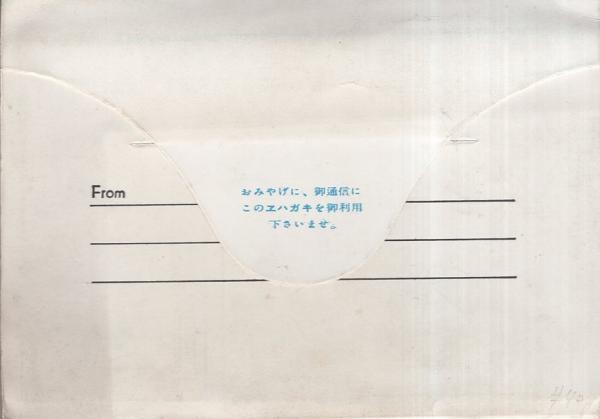 From
おみやげに、御通信に
このヱハガキを御利用
下さいませ。